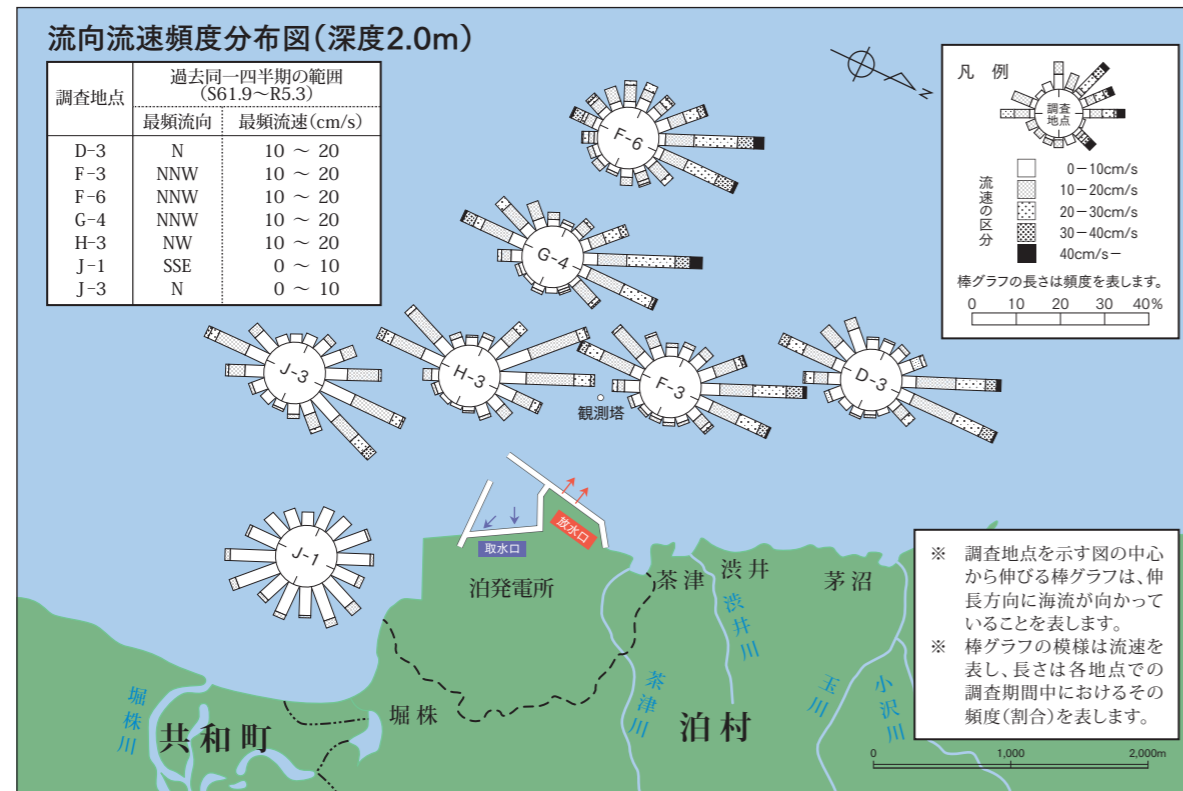 流向流速頻度分布図(深度2.0m)
調査地点 過去同一四半期の範囲
(S61.9~R5.3)
最頻流向 最頻流速(cm/s)
D-3 N 10 ~ 20
F-3 NNW 10 ~ 20
F-6 NNW 10 ~ 20
G-4 NNW 10 ~ 20
H-3 NW 10 ~ 20
J-1 SSE 0 ~ 10
J-3 N 0 ~ 10
N
凡 例
調査
地点
流速の区分
0-10cm/s
10-20cm/s
20-30cm/s
30-40cm/s
40cm/s-
棒グラフの長さは頻度を表します。
0 10 20 30 40%
F-6
G-4
J-3
H-3
F-3
D-3
観測塔
J-1
取水口
放水口
泊発電所
茶津
渋井
茅沼
渋井川
茶津川
玉川
小沢川
堀株川
堀株
共和町
泊村
※ 調査地点を示す図の中心
から伸びる棒グラフは、伸
長方向に海流が向かって
いることを表します。
※ 棒グラフの模様は流速を
表し、長さは各地点での
調査期間中におけるその
頻度(割合)を表します。
0 1,000 2,000m